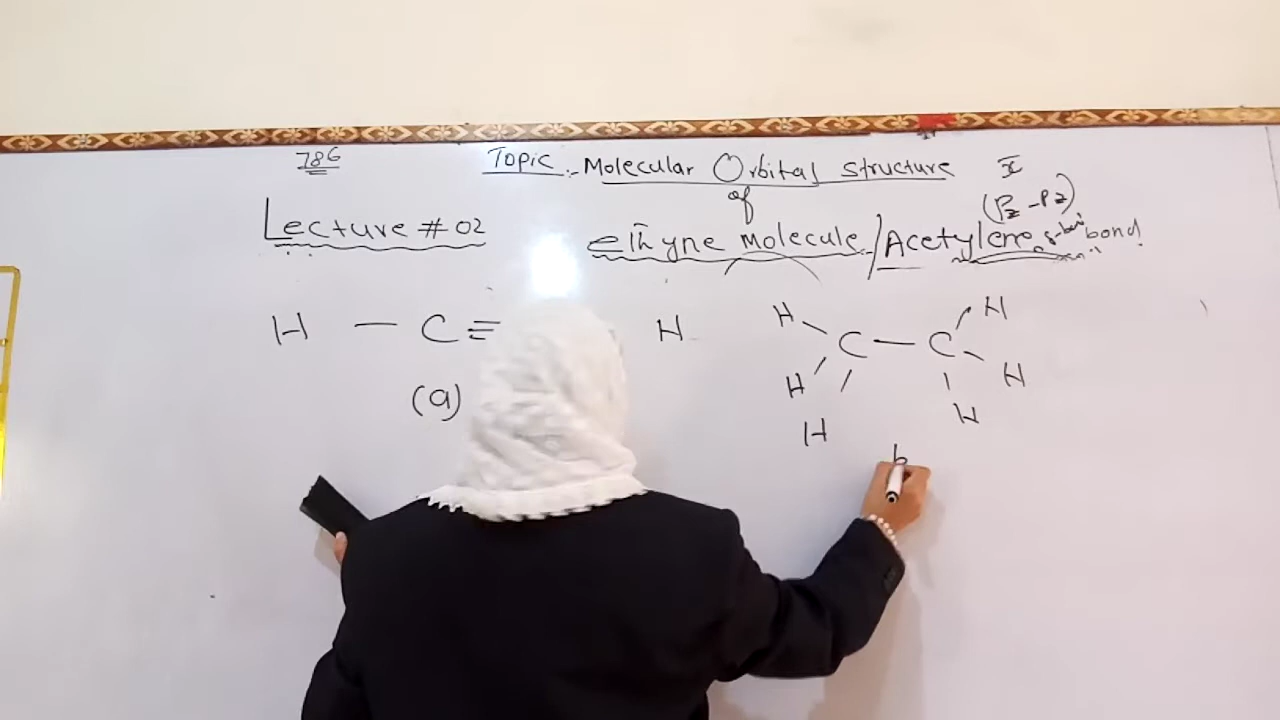 786
Topic :- Molecular Orbital structure
of
Lecture # 02
ethyne Molecule / Acetylene
bond
(Pz - Pz)
H — C ≡ H
(a)
H H
C — C
H H
H H
b